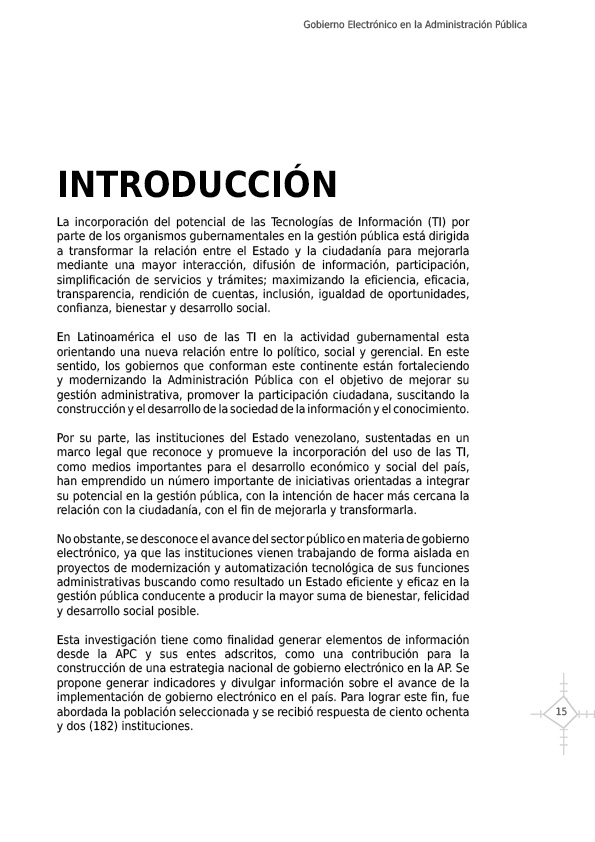 Gobierno Electrónico en la Administración Pública
INTRODUCCIÓN
La incorporación del potencial de las Tecnologías de Información (TI) por
parte de los organismos gubernamentales en la gestión pública está dirigida
a transformar la relación entre el Estado y la ciudadanía para mejorarla
mediante una mayor interacción, difusión de información, participación,
simplificación de servicios y trámites; maximizando la eficiencia, eficacia,
transparencia, rendición de cuentas, inclusión, igualdad de oportunidades,
confianza, bienestar y desarrollo social.
En Latinoamérica el uso de las TI en la actividad gubernamental esta
orientando una nueva relación entre lo político, social y gerencial. En este
sentido, los gobiernos que conforman este continente están fortaleciendo
y modernizando la Administración Pública con el objetivo de mejorar su
gestión administrativa, promover la participación ciudadana, suscitando la
construcción y el desarrollo de la sociedad de la información y el conocimiento.
Por su parte, las instituciones del Estado venezolano, sustentadas en un
marco legal que reconoce y promueve la incorporación del uso de las TI,
como medios importantes para el desarrollo económico y social del país,
han emprendido un número importante de iniciativas orientadas a integrar
su potencial en la gestión pública, con la intención de hacer más cercana la
relación con la ciudadanía, con el fin de mejorarla y transformarla.
No obstante, se desconoce el avance del sector público en materia de gobierno
electrónico, ya que las instituciones vienen trabajando de forma aislada en
proyectos de modernización y automatización tecnológica de sus funciones
administrativas buscando como resultado un Estado eficiente y eficaz en la
gestión pública conducente a producir la mayor suma de bienestar, felicidad
y desarrollo social posible.
Esta investigación tiene como finalidad generar elementos de información
desde la APC y sus entes adscritos, como una contribución para la
construcción de una estrategia nacional de gobierno electrónico en la AP. Se
propone generar indicadores y divulgar información sobre el avance de la
implementación de gobierno electrónico en el país. Para lograr este fin, fue
abordada la población seleccionada y se recibió respuesta de ciento ochenta
y dos (182) instituciones.
15